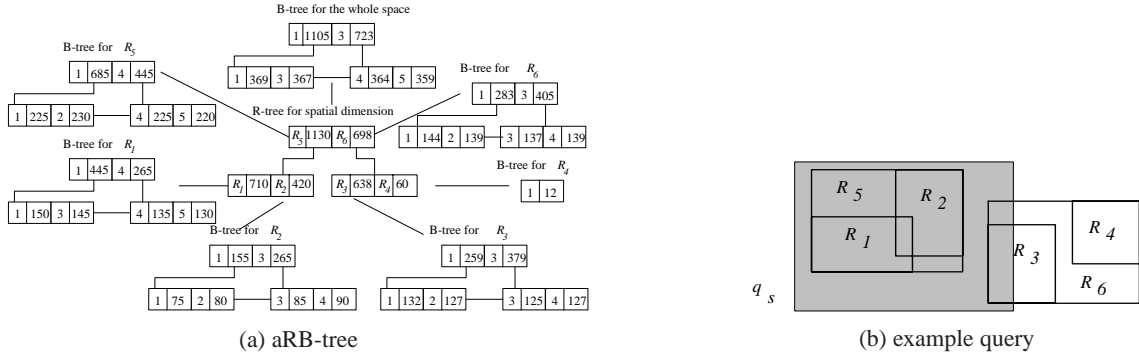 B-tree for the whole space
1 1105 3 723
1 369 3 367 4 364 5 359
B-tree for R5
1 685 4 445
1 225 2 230 4 225 5 220
B-tree for R6
1 283 3 405
1 144 2 139 3 137 4 139
R-tree for spatial dimension
R5 1130 R6 698
R1 710 R2 420 R3 638 R4 60
B-tree for R1
1 445 4 265
1 150 3 145 4 135 5 130
B-tree for R4
1 12
B-tree for R2
1 155 3 265
1 75 2 80 3 85 4 90
B-tree for R3
1 259 3 379
1 132 2 127 3 125 4 127
(a) aRB-tree
R5
R2
R1
R4
R3
R6
qs
(b) example query